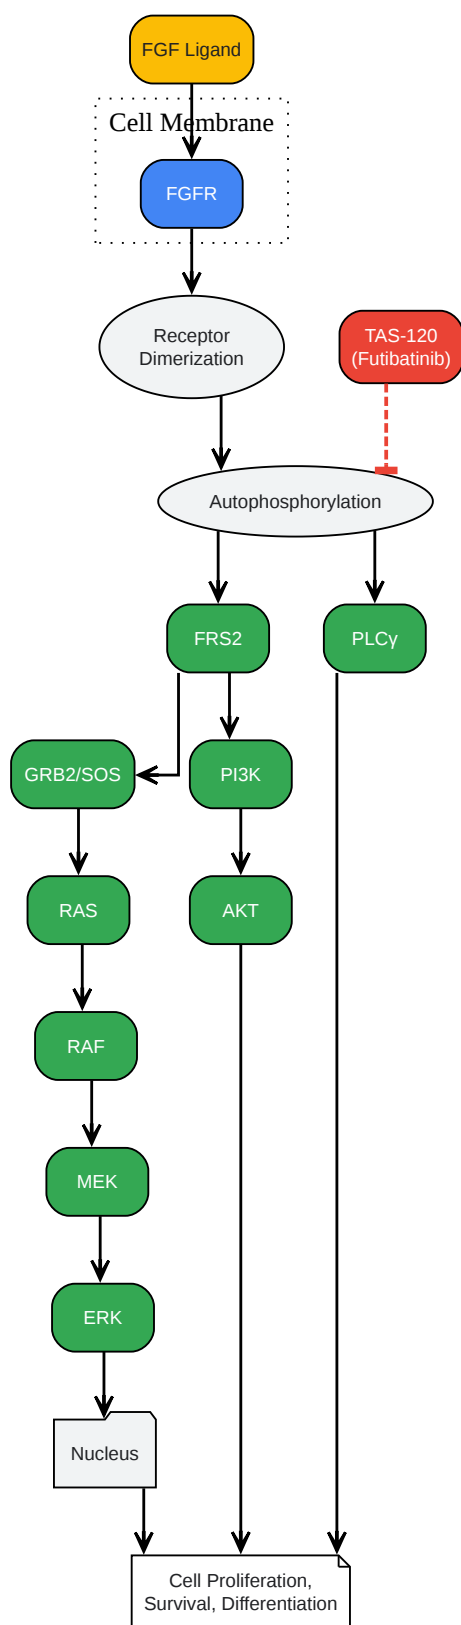 FGF Ligand
Cell Membrane
FGFR
Receptor
Dimerization
TAS-120
(Futibatinib)
Autophosphorylation
FRS2
PLCγ
GRB2/SOS
PI3K
RAS
AKT
RAF
MEK
ERK
Nucleus
Cell Proliferation,
Survival, Differentiation